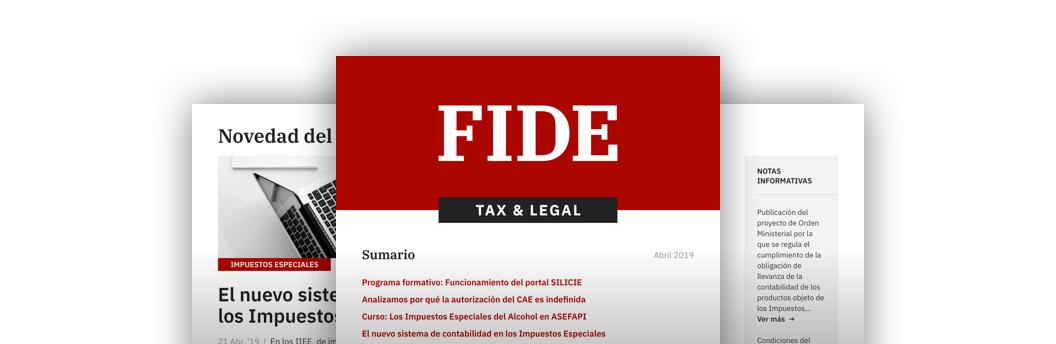 Novedad del
IMPUESTOS ESPECIALES
El nuevo siste
los Impuesto
21 Abr. '19 | En los IIEE, de im
FIDE
TAX & LEGAL
Sumario
Abril 2019
Programa formativo: Funcionamiento del portal SILICIE
Analizamos por qué la autorización del CAE es indefinida
Curso: Los Impuestos Especiales del Alcohol en ASEFAPI
El nuevo sistema de contabilidad en los Impuestos Especiales
NOTAS
INFORMATIVAS
Publicación del
proyecto de Orden
Ministerial por la
que se regula el
cumplimiento de la
obligación de
llevanza de la
contabilidad de los
productos objeto de
los Impuestos...
Ver más →
Condiciones del